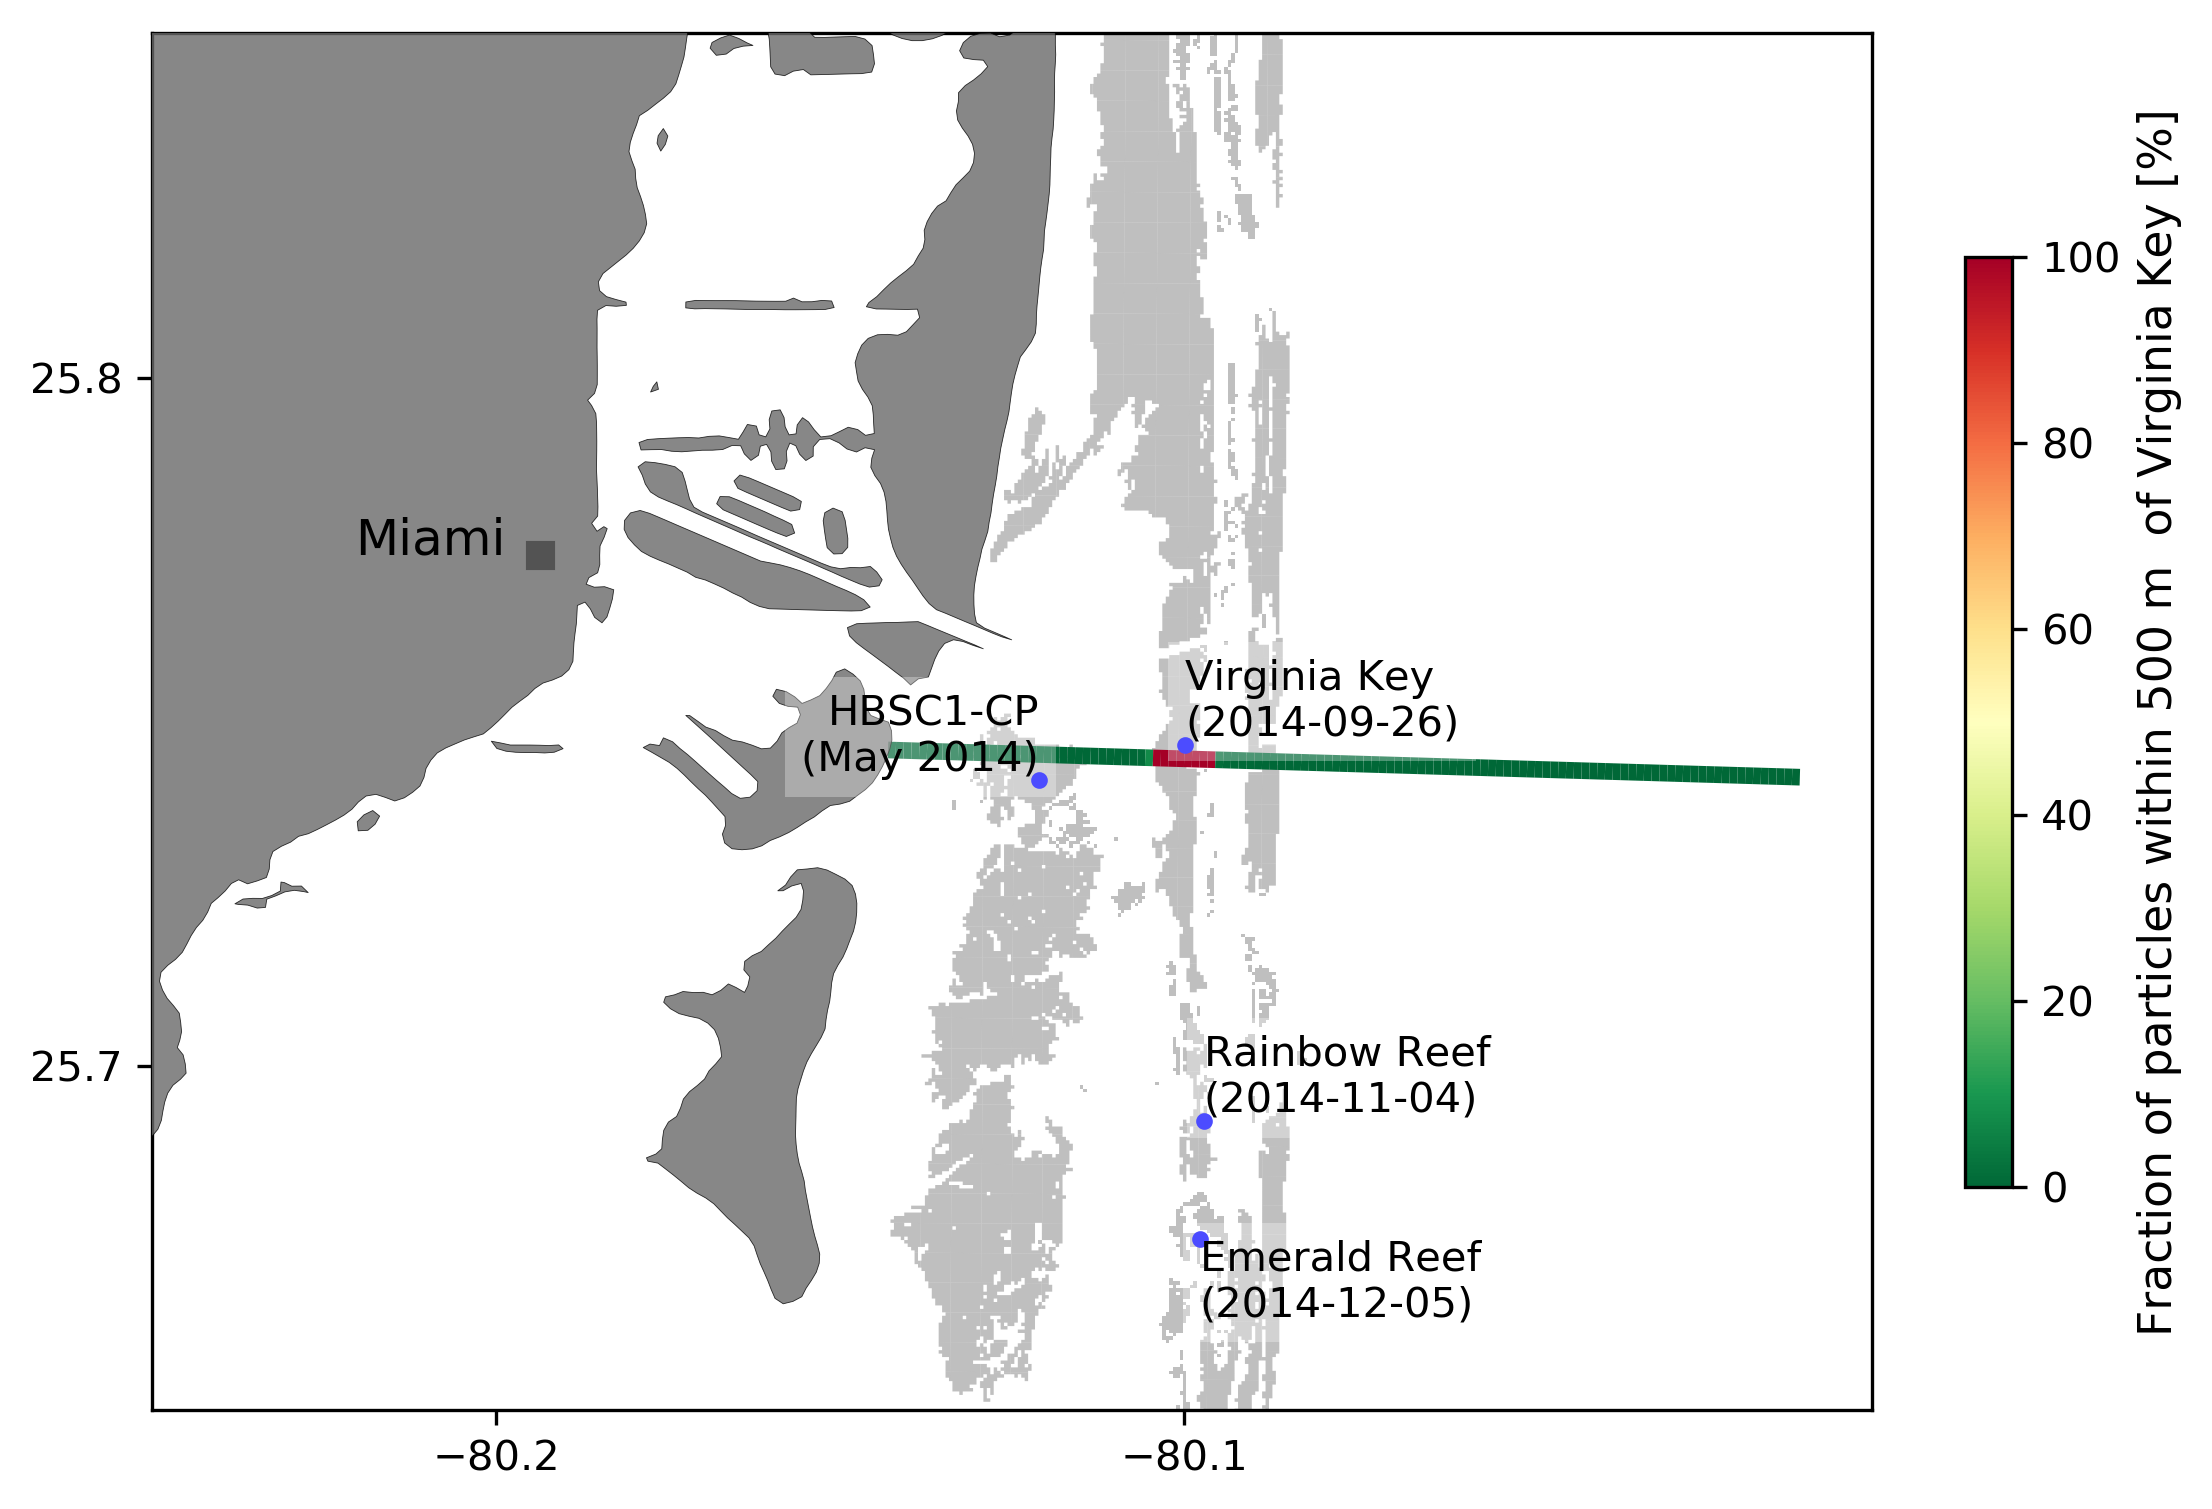 25.8
25.7
−80.2
−80.1
Miami
HBSC1-CP
(May 2014)
Virginia Key
(2014-09-26)
Rainbow Reef
(2014-11-04)
Emerald Reef
(2014-12-05)
100
80
60
40
20
0
Fraction of particles within 500 m of Virginia Key [%]